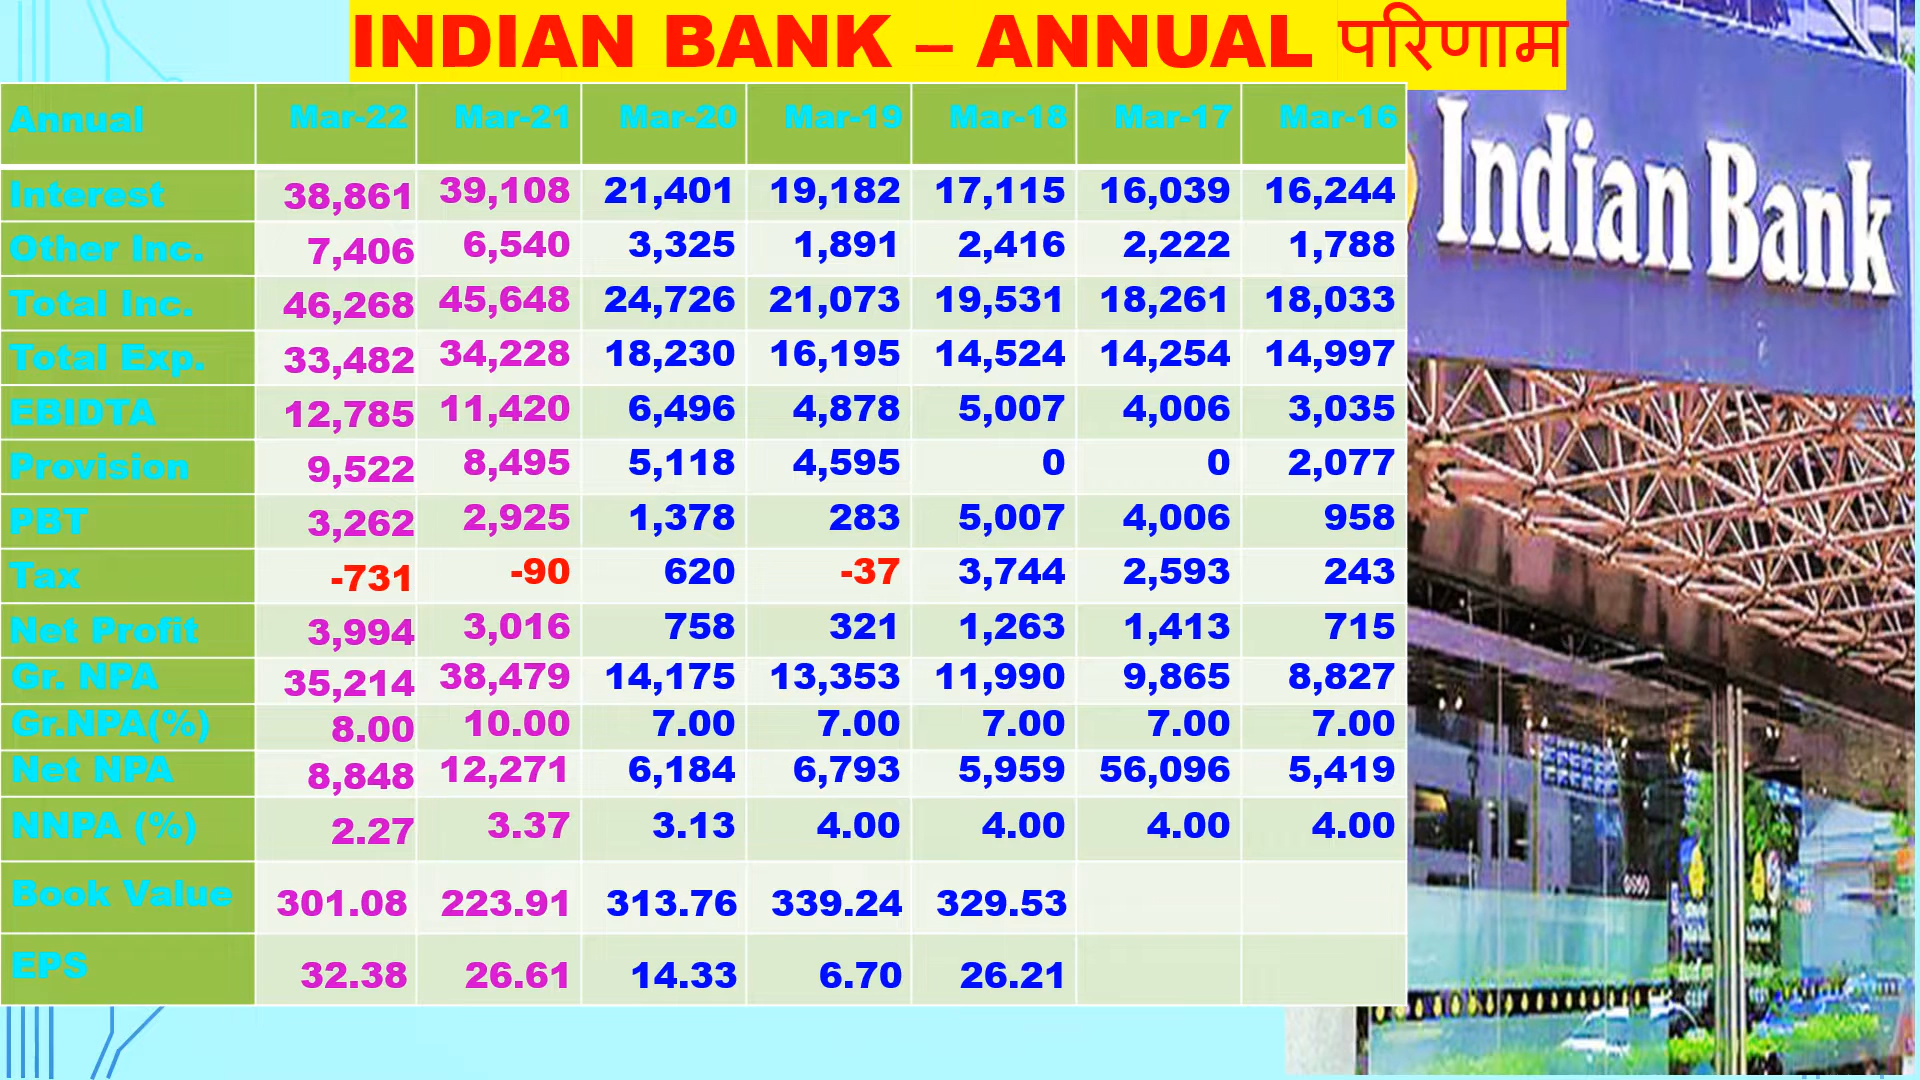 INDIAN BANK – ANNUAL परिणाम
Annual Mar-22 Mar-21 Mar-20 Mar-19 Mar-18 Mar-17 Mar-16
Interest 38,861 39,108 21,401 19,182 17,115 16,039 16,244
Other Inc. 7,406 6,540 3,325 1,891 2,416 2,222 1,788
Total Inc. 46,268 45,648 24,726 21,073 19,531 18,261 18,033
Total Exp. 33,482 34,228 18,230 16,195 14,524 14,254 14,997
EBIDTA 12,785 11,420 6,496 4,878 5,007 4,006 3,035
Provision 9,522 8,495 5,118 4,595 0 0 2,077
PBT 3,262 2,925 1,378 283 5,007 4,006 958
Tax -731 -90 620 -37 3,744 2,593 243
Net Profit 3,994 3,016 758 321 1,263 1,413 715
Gr. NPA 35,214 38,479 14,175 13,353 11,990 9,865 8,827
Gr.NPA(%) 8.00 10.00 7.00 7.00 7.00 7.00 7.00
Net NPA 8,848 12,271 6,184 6,793 5,959 56,096 5,419
NNPA (%) 2.27 3.37 3.13 4.00 4.00 4.00 4.00
Book Value 301.08 223.91 313.76 339.24 329.53
EPS 32.38 26.61 14.33 6.70 26.21
Indian Bank